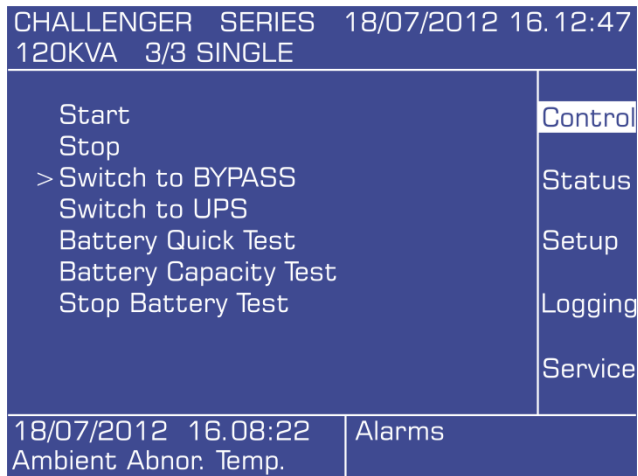 CHALLENGER SERIES 18/07/2012 16.12:47
120KVA 3/3 SINGLE
Start
Stop
>Switch to BYPASS
Switch to UPS
Battery Quick Test
Battery Capacity Test
Stop Battery Test
Control
Status
Setup
Logging
Service
18/07/2012 16.08:22
Ambient Abnor. Temp.
Alarms